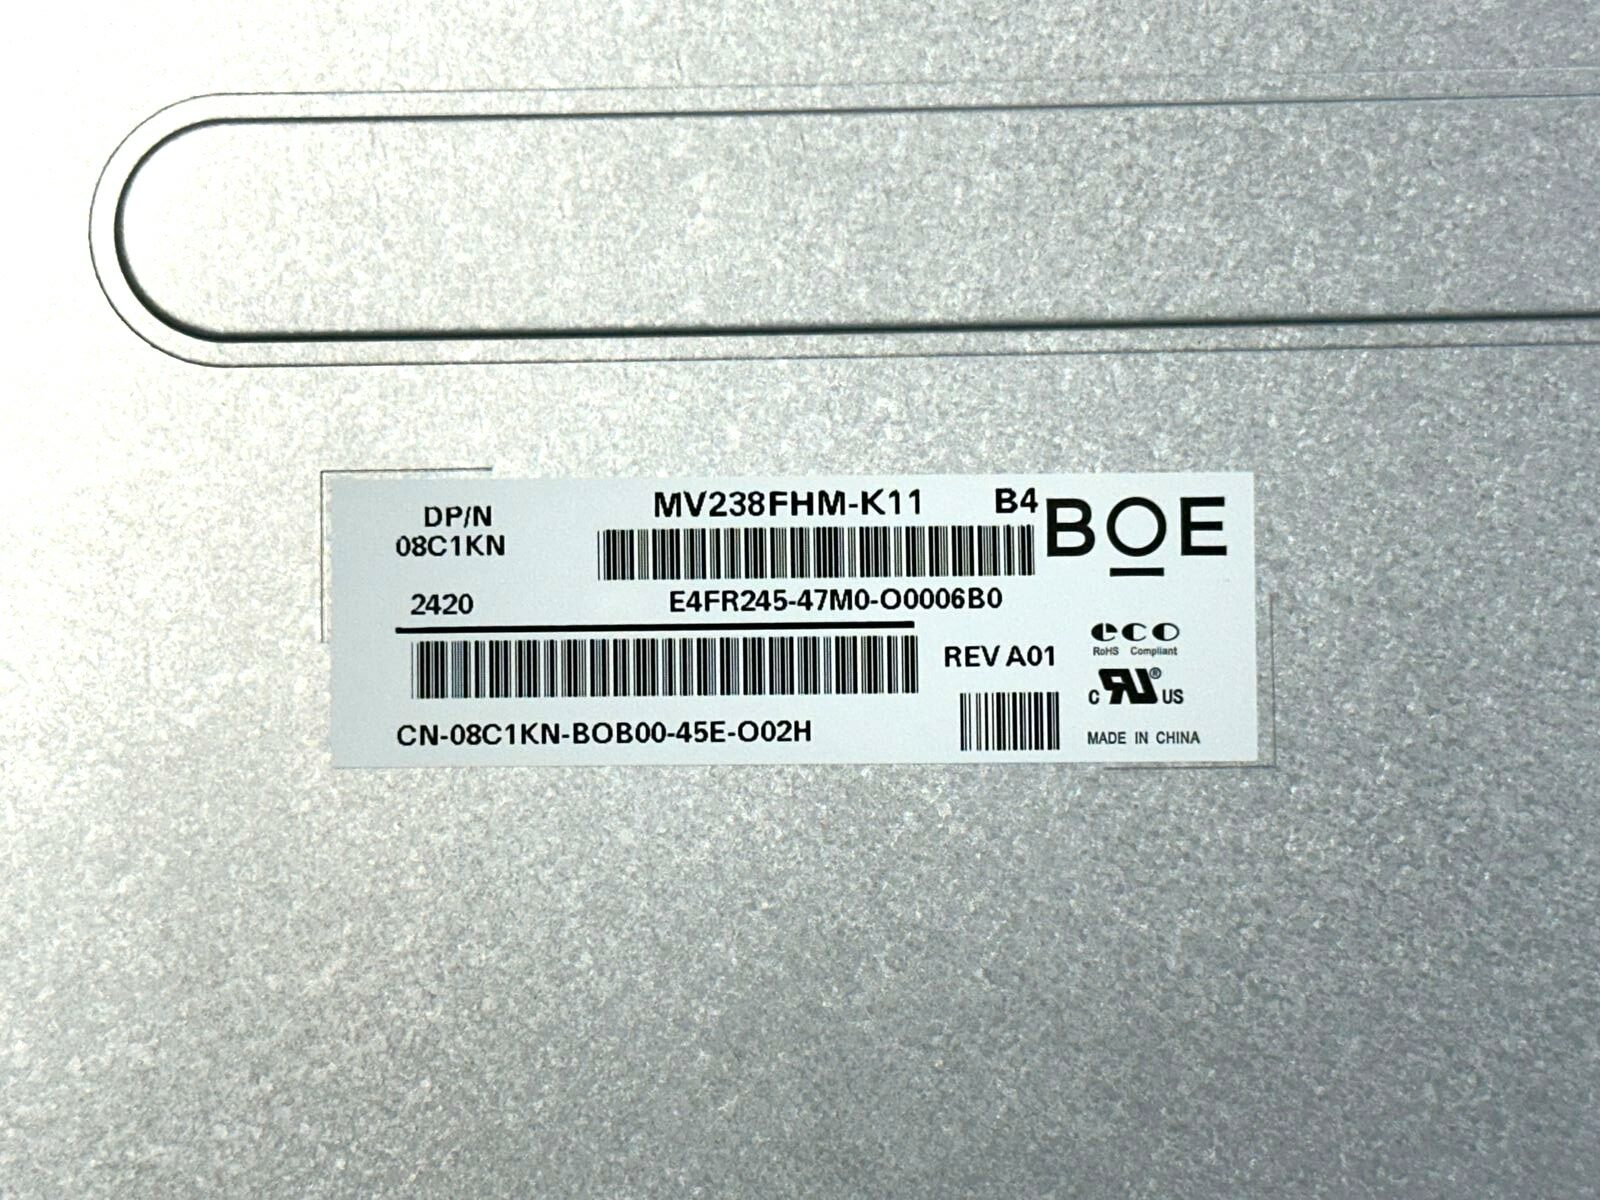 DP/N
08C1KN
MV238FHM-K11 B4
BOE
2420 E4FR245-47M0-O0006B0
REV A01
eco
RoHS Compliant
c RU ® US
CN-08C1KN-BOB00-45E-O02H
MADE IN CHINA